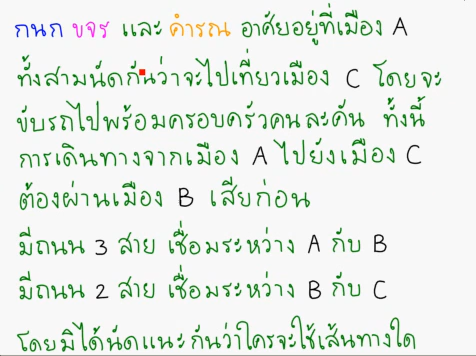 กนก ขจร และ คำรณ อาศัยอยู่ที่เมือง A
ทั้งสามนัดกันว่าจะไปเที่ยวเมือง C โดยจะ
ขับรถไปพร้อมครอบครัวคนละคัน ทั้งนี้
การเดินทางจากเมือง A ไปยังเมือง C
ต้องผ่านเมือง B เสียก่อน
มีถนน 3 สาย เชื่อมระหว่าง A กับ B
มีถนน 2 สาย เชื่อมระหว่าง B กับ C
โดยมิได้นัดแนะกันว่าใครจะใช้เส้นทางใด